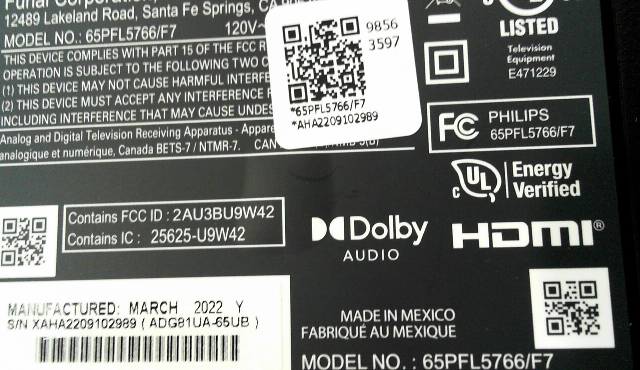 Funai Corporation,
12489 Lakeland Road, Santa Fe Springs, CA
MODEL NO. : 65PFL5766/F7 120V~
THIS DEVICE COMPLIES WITH PART 15 OF THE FCC
OPERATION IS SUBJECT TO THE FOLLOWING TWO
(1) THIS DEVICE MAY NOT CAUSE HARMFUL
(2) THIS DEVICE MUST ACCEPT ANY INTERFERENCE
INCLUDING INTERFERENCE THAT MAY CAUSE
Analog and Digital Television Receiving Apparatus -
analogique et numérique, Canada BETS-7 / NTMR-7.
9856
3597
*65PFL5766/F7
*AHA2209102989
LISTED
Television
Equipment
E471229
FC PHILIPS
65PFL5766/F7
c UL Energy
Verified
Contains FCC ID : 2AU3BU9W42
Contains IC : 25625-U9W42
Dolby
AUDIO
HDMI®
MANUFACTURED: MARCH 2022 Y
S/N XAHA2209102989 ( ADG81UA-65UB )
MADE IN MEXICO
FABRIQUÉ AU MEXIQUE
MODEL NO. : 65PFL5766/F7